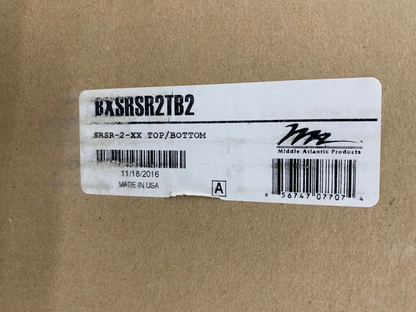 BXSRSR2TB2
SRSR-2-XX TOP/BOTTOM
Middle Atlantic Products
11/18/2016
MADE IN USA
A
6 56747 07707 4